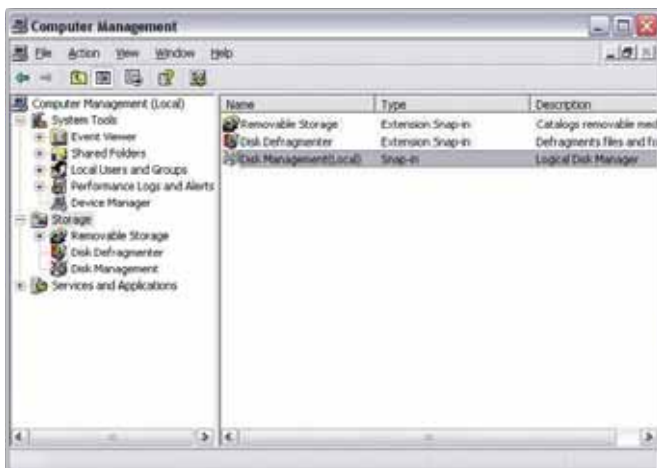 Computer Management
File Action View Window Help
Computer Management (Local)
System Tools
Event Viewer
Shared Folders
Local Users and Groups
Performance Logs and Alerts
Device Manager
Storage
Removable Storage
Disk Defragmenter
Disk Management
Services and Applications
Name Type Description
Removable Storage Extension Snap-in Catalogs removable med
Disk Defragmenter Extension Snap-in Defragments files and fo
Disk Management(Local) Snap-in Logical Disk Manager